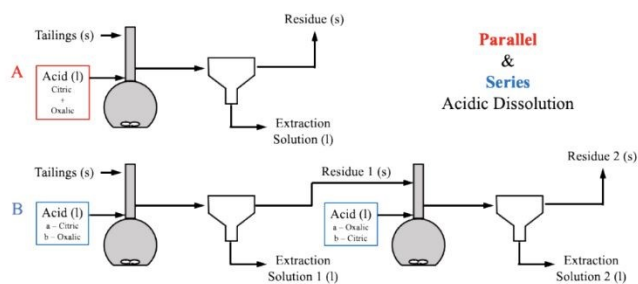 Residue (s)
Tailings (s)
Parallel
&
Series
Acidic Dissolution
A
Acid (l)
Citric
+
Oxalic
Extraction
Solution (l)
Residue 2 (s)
Tailings (s)
Residue 1 (s)
B
Acid (l)
a – Citric
b – Oxalic
Acid (l)
a – Oxalic
b – Citric
Extraction
Solution 1 (l)
Extraction
Solution 2 (l)